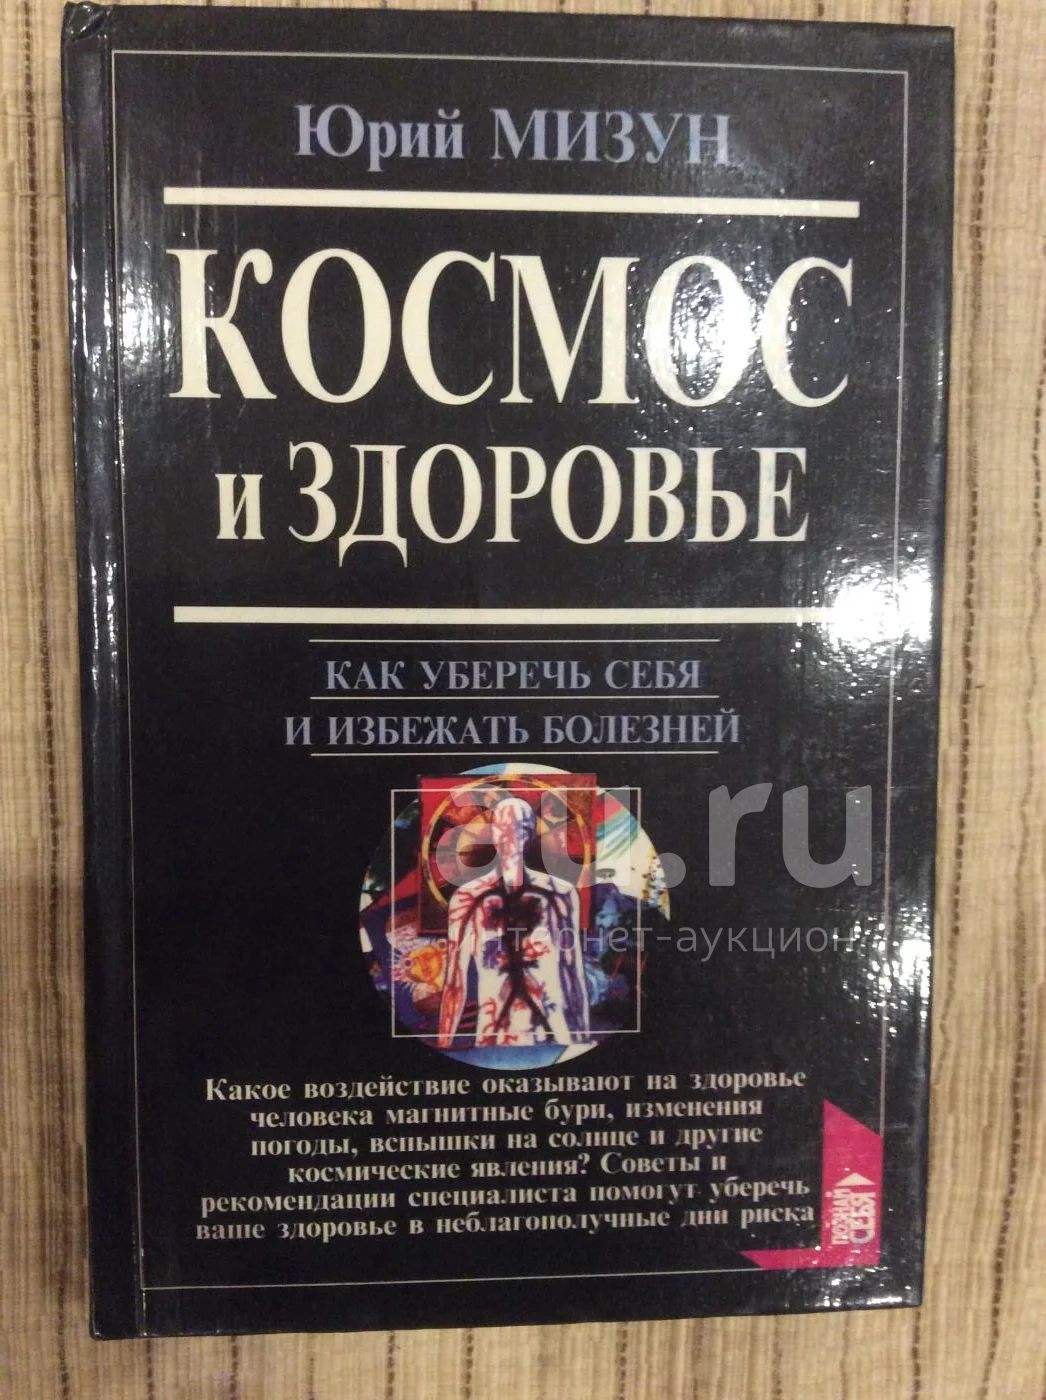 Юрий МИЗУН
КОСМОС
и ЗДОРОВЬЕ
КАК УБЕРЕЧЬ СЕБЯ
И ИЗБЕЖАТЬ БОЛЕЗНЕЙ
au.ru
интернет-аукцион
Какое воздействие оказывают на здоровье
человека магнитные бури, изменения
погоды, вспышки на солнце и другие
космические явления? Советы и
рекомендации специалиста помогут уберечь
ваше здоровье в неблагополучные дни риска
ПОЗНАЙ
СЕБЯ